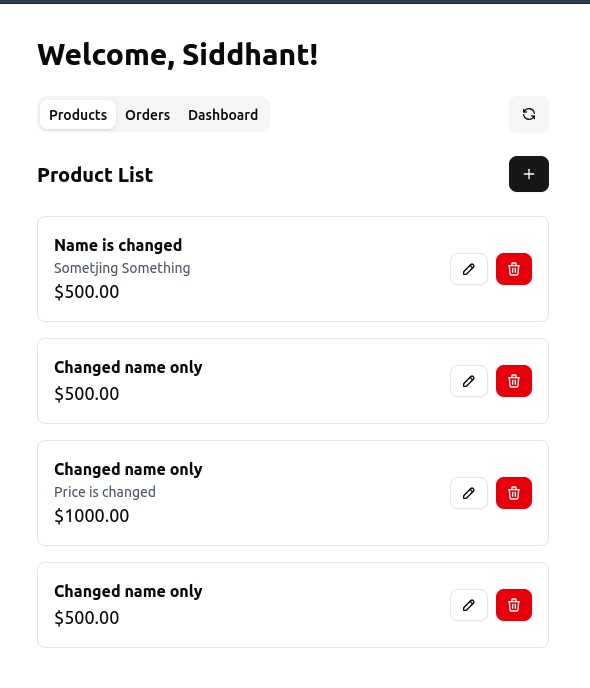 Welcome, Siddhant!
Products Orders Dashboard
Product List
Name is changed
Sometjing Something
$500.00
Changed name only
$500.00
Changed name only
Price is changed
$1000.00
Changed name only
$500.00